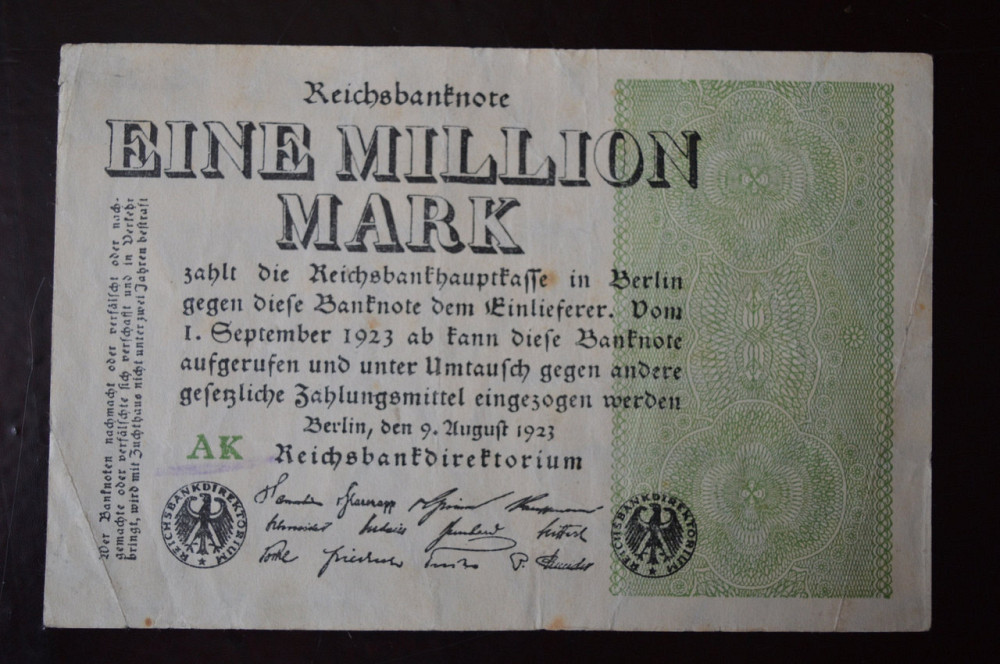 Reichsbanknote
EINE MILLION
MARK
zahlt die Reichsbankhauptkasse in Berlin
gegen diese Banknote dem Einlieferer. Vom
1. September 1923 ab kann diese Banknote
aufgerufen und unter Umtausch gegen andere
gesetzliche Zahlungsmittel eingezogen werden
Berlin, den 9. August 1923
AK
Reichsbankdirektorium
REICHSBANKDIREKTORIUM
REICHSBANKDIREKTORIUM
Wer Banknoten nachmacht oder verfälscht oder nach-
gemachte oder verfälschte sich verschafft und in Verkehr
bringt, wird mit Zuchthaus nicht unter zwei Jahren bestraft